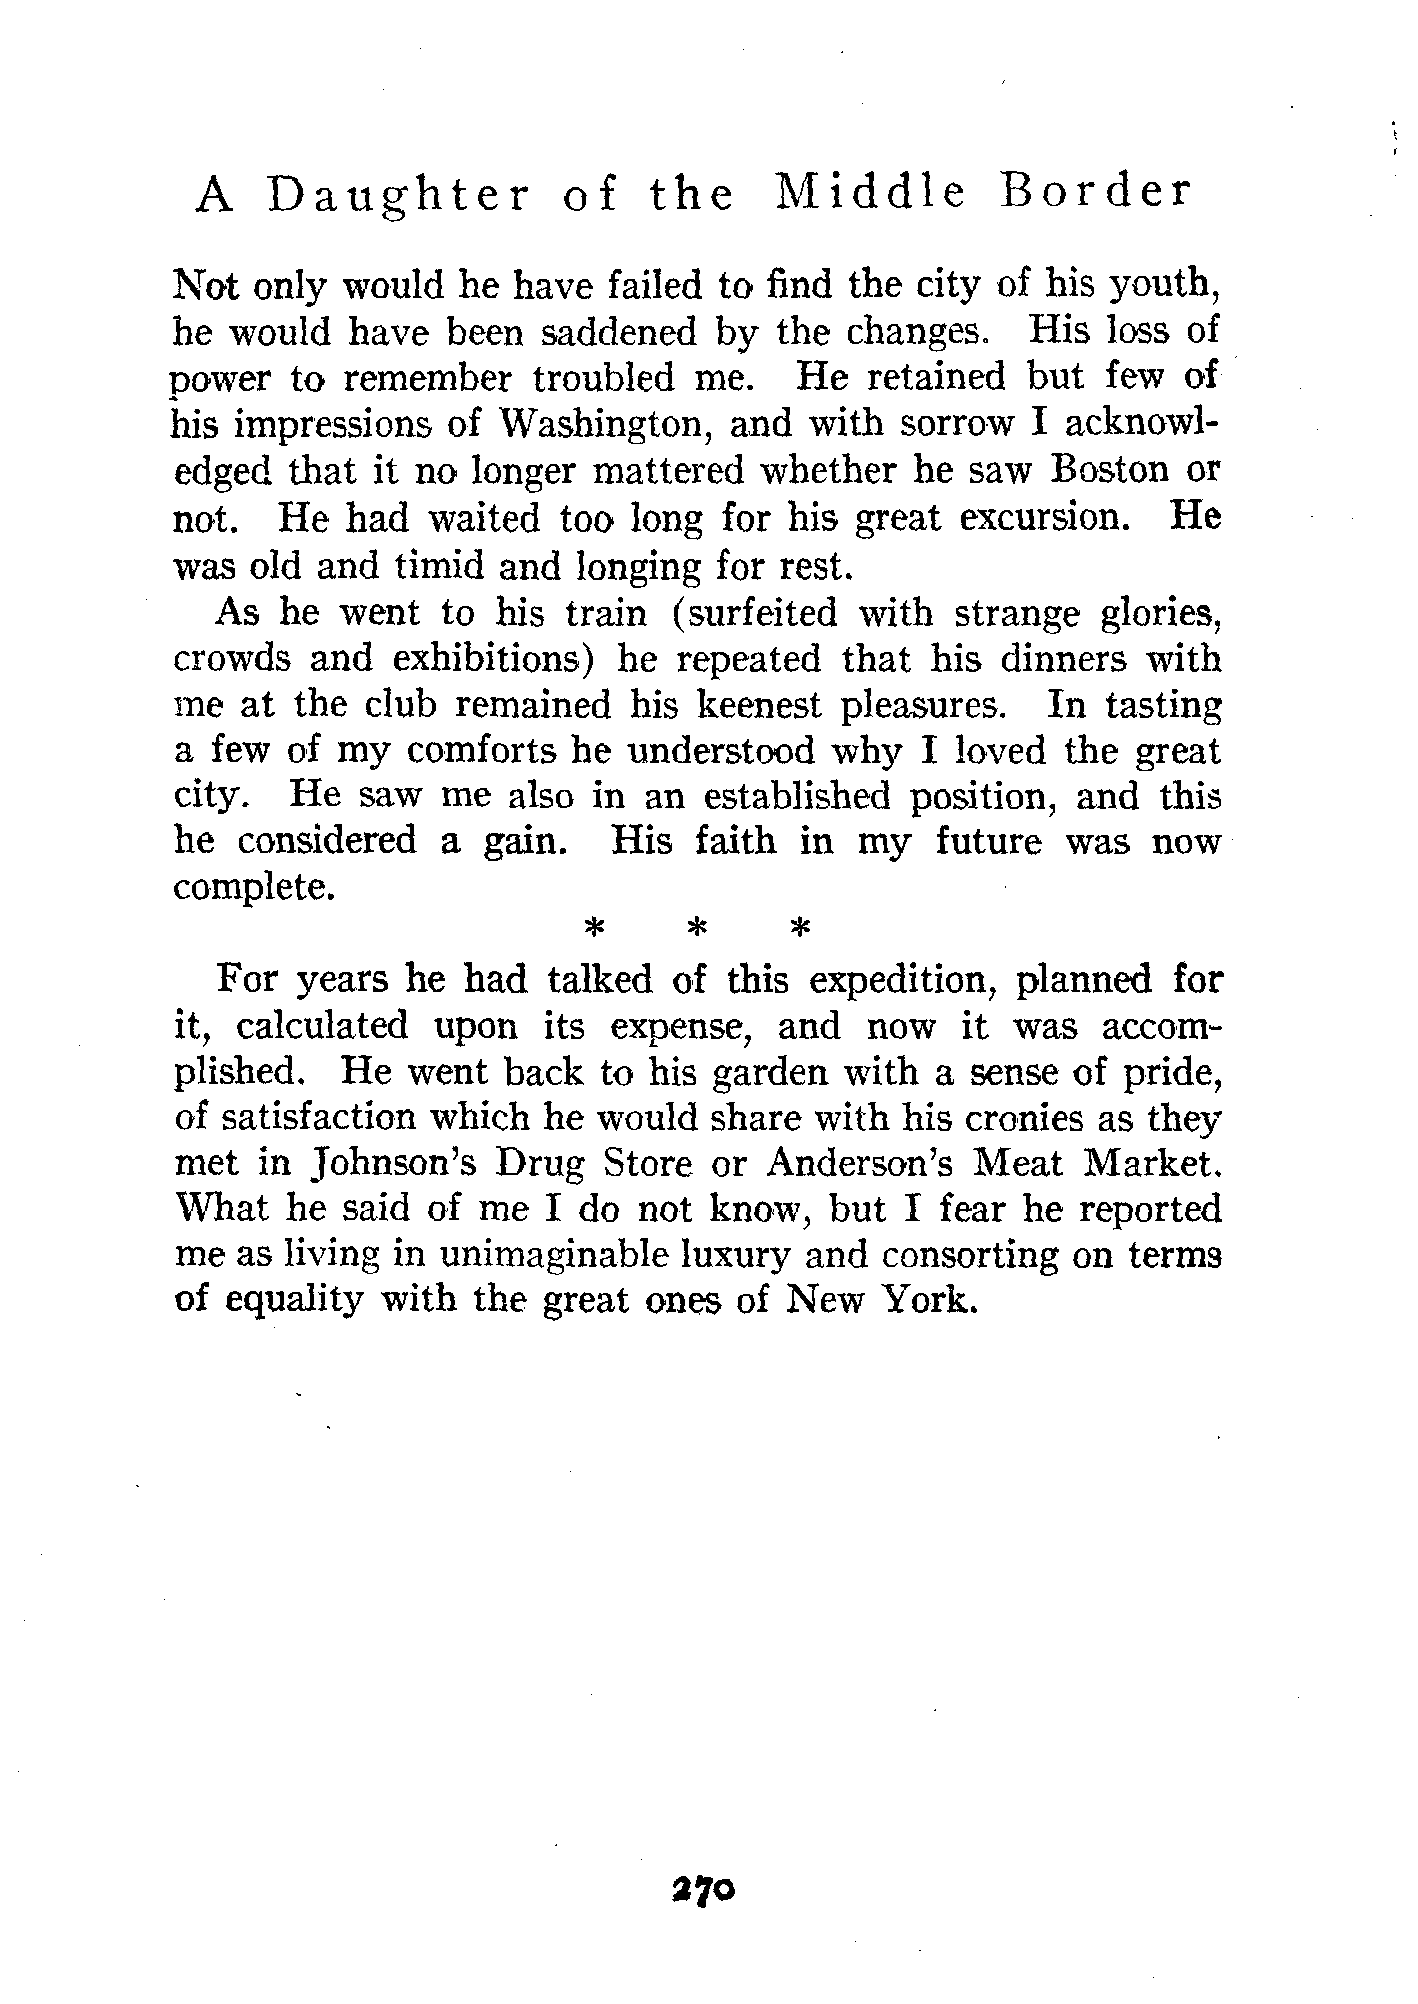 A Daughter of the Middle Border
Not only would he have failed to find the city of his youth,
he would have been saddened by the changes. His loss of
power to remember troubled me. He retained but few of
his impressions of Washington, and with sorrow I acknowl-
edged that it no longer mattered whether he saw Boston or
not. He had waited too long for his great excursion. He
was old and timid and longing for rest.
As he went to his train (surfeited with strange glories,
crowds and exhibitions) he repeated that his dinners with
me at the club remained his keenest pleasures. In tasting
a few of my comforts he understood why I loved the great
city. He saw me also in an established position, and this
he considered a gain. His faith in my future was now
complete.
* * *
For years he had talked of this expedition, planned for
it, calculated upon its expense, and now it was accom-
plished. He went back to his garden with a sense of pride,
of satisfaction which he would share with his cronies as they
met in Johnson's Drug Store or Anderson's Meat Market.
What he said of me I do not know, but I fear he reported
me as living in unimaginable luxury and consorting on terms
of equality with the great ones of New York.
270